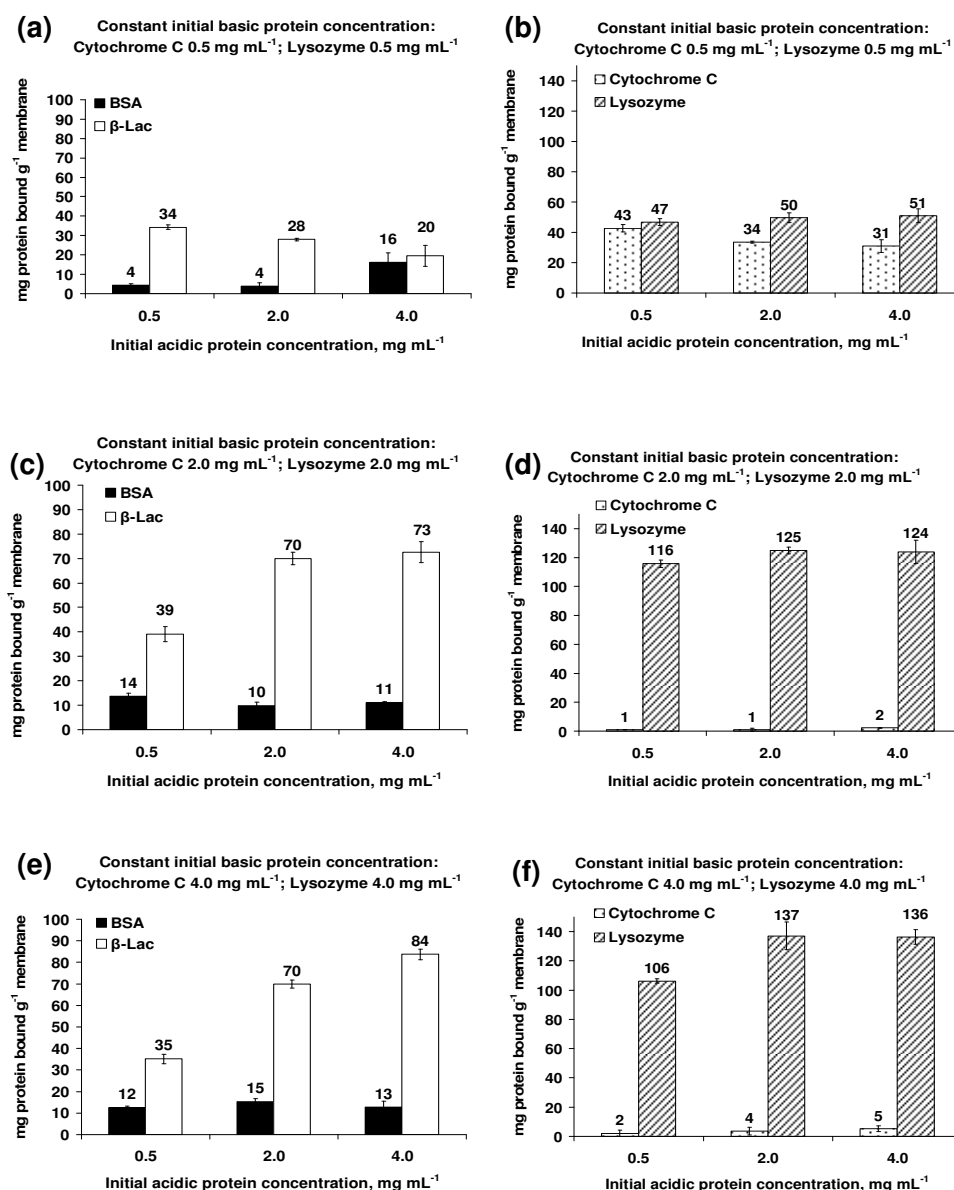 (a)
Constant initial basic protein concentration:
Cytochrome C 0.5 mg mL⁻¹; Lysozyme 0.5 mg mL⁻¹
mg protein bound g⁻¹ membrane
100
90
80
70
60
50
40
30
20
10
0
BSA
β-Lac
4
34
4
28
16
20
0.5
2.0
4.0
Initial acidic protein concentration, mg mL⁻¹
(b)
Constant initial basic protein concentration:
Cytochrome C 0.5 mg mL⁻¹; Lysozyme 0.5 mg mL⁻¹
mg protein bound g⁻¹ membrane
140
120
100
80
60
40
20
0
Cytochrome C
Lysozyme
43
47
34
50
31
51
0.5
2.0
4.0
Initial acidic protein concentration, mg mL⁻¹
(c)
Constant initial basic protein concentration:
Cytochrome C 2.0 mg mL⁻¹; Lysozyme 2.0 mg mL⁻¹
mg protein bound g⁻¹ membrane
100
90
80
70
60
50
40
30
20
10
0
BSA
β-Lac
14
39
10
70
11
73
0.5
2.0
4.0
Initial acidic protein concentration, mg mL⁻¹
(d)
Constant initial basic protein concentration:
Cytochrome C 2.0 mg mL⁻¹; Lysozyme 2.0 mg mL⁻¹
mg protein bound g⁻¹ membrane
140
120
100
80
60
40
20
0
Cytochrome C
Lysozyme
1
116
1
125
2
124
0.5
2.0
4.0
Initial acidic protein concentration, mg mL⁻¹
(e)
Constant initial basic protein concentration:
Cytochrome C 4.0 mg mL⁻¹; Lysozyme 4.0 mg mL⁻¹
mg protein bound g⁻¹ membrane
100
90
80
70
60
50
40
30
20
10
0
BSA
β-Lac
12
35
15
70
13
84
0.5
2.0
4.0
Initial acidic protein concentration, mg mL⁻¹
(f)
Constant initial basic protein concentration:
Cytochrome C 4.0 mg mL⁻¹; Lysozyme 4.0 mg mL⁻¹
mg protein bound g⁻¹ membrane
140
120
100
80
60
40
20
0
Cytochrome C
Lysozyme
2
106
4
137
5
136
0.5
2.0
4.0
Initial acidic protein concentration, mg mL⁻¹